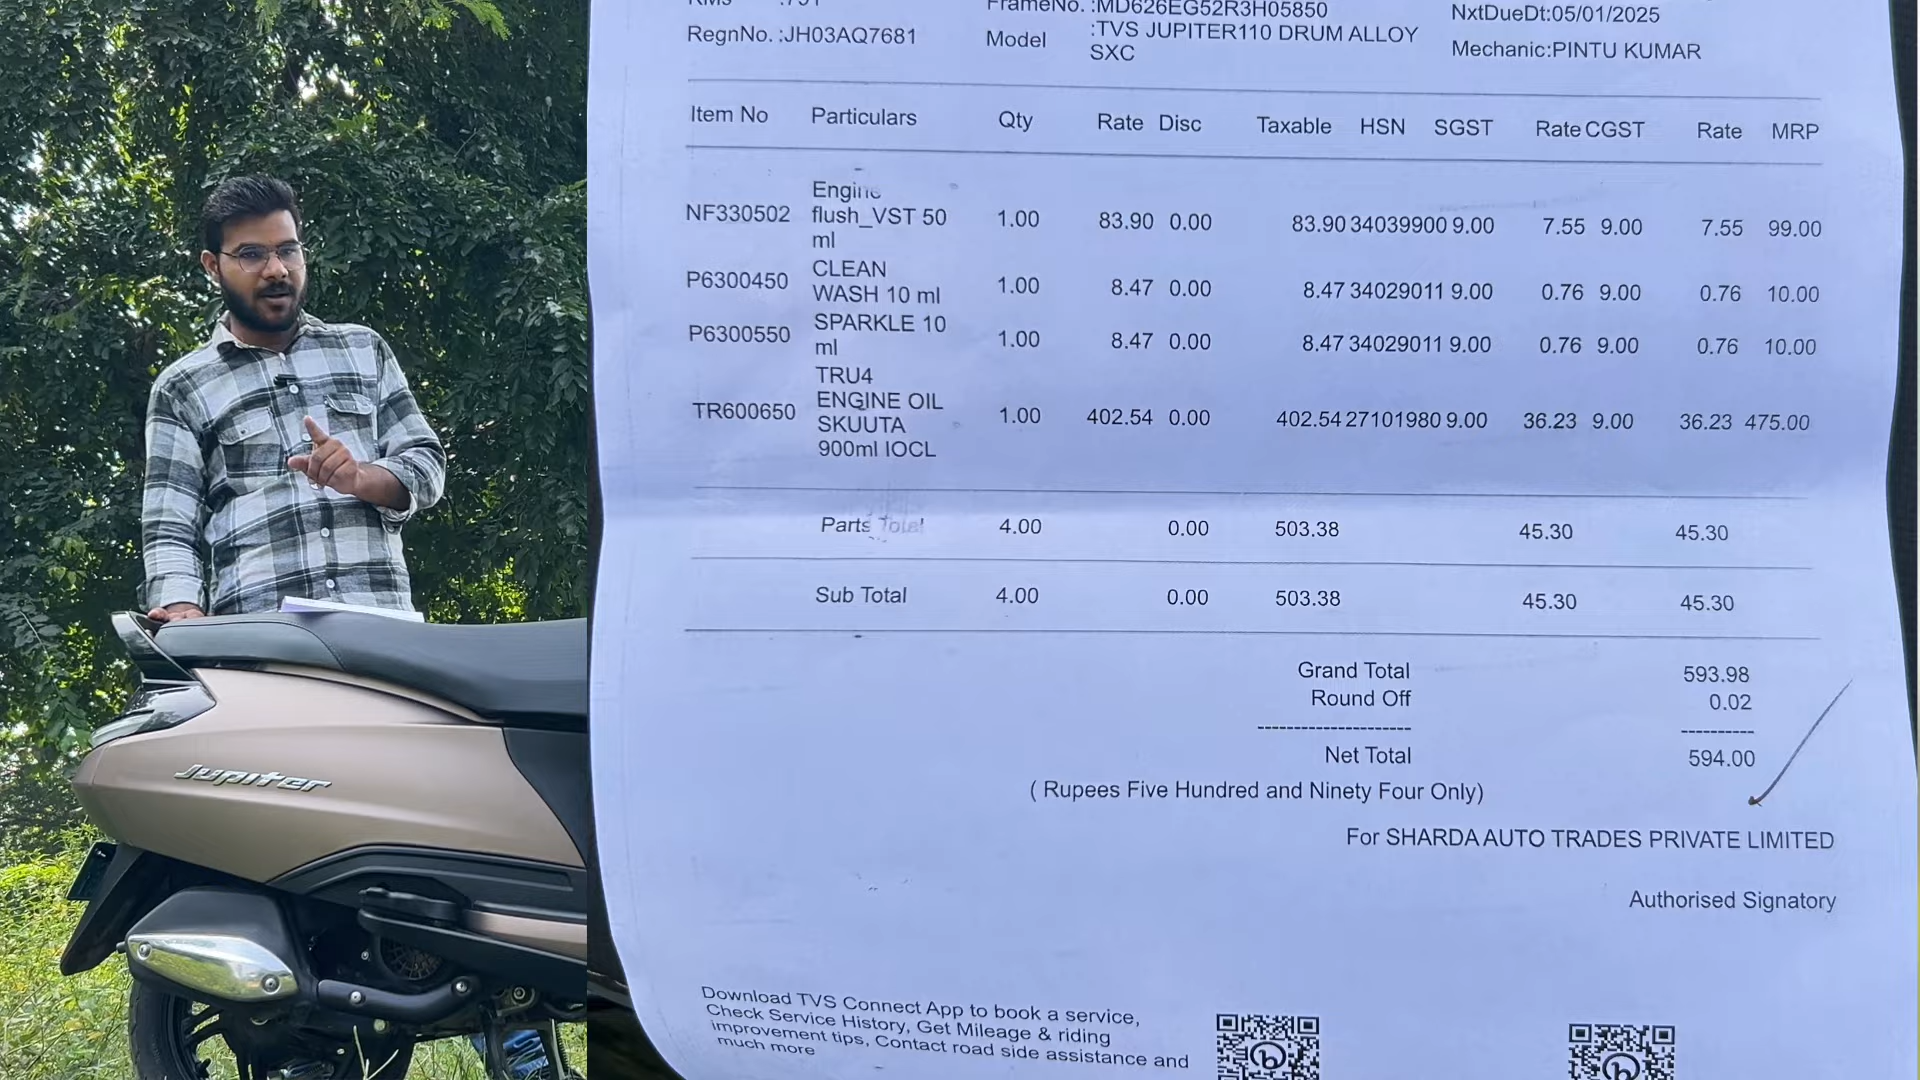 :791
FrameNo. :MD626EG52R3H05850
NxtDueDt:05/01/2025
RegnNo. :JH03AQ7681
Model :TVS JUPITER110 DRUM ALLOY
SXC
Mechanic:PINTU KUMAR
Item No Particulars Qty Rate Disc Taxable HSN SGST Rate CGST Rate MRP
Engine
NF330502 flush_VST 50 1.00 83.90 0.00 83.90 34039900 9.00 7.55 9.00 7.55 99.00
ml
P6300450 CLEAN
WASH 10 ml 1.00 8.47 0.00 8.47 34029011 9.00 0.76 9.00 0.76 10.00
P6300550 SPARKLE 10 1.00 8.47 0.00 8.47 34029011 9.00 0.76 9.00 0.76 10.00
ml
TRU4
TR600650 ENGINE OIL 1.00 402.54 0.00 402.54 27101980 9.00 36.23 9.00 36.23 475.00
SKUUTA
900ml IOCL
Parts Total 4.00 0.00 503.38 45.30 45.30
Sub Total 4.00 0.00 503.38 45.30 45.30
Grand Total 593.98
Round Off 0.02
Net Total 594.00
( Rupees Five Hundred and Ninety Four Only)
For SHARDA AUTO TRADES PRIVATE LIMITED
Authorised Signatory
Download TVS Connect App to book a service,
Check Service History, Get Mileage & riding
improvement tips, Contact road side assistance and
much more
Jupiter